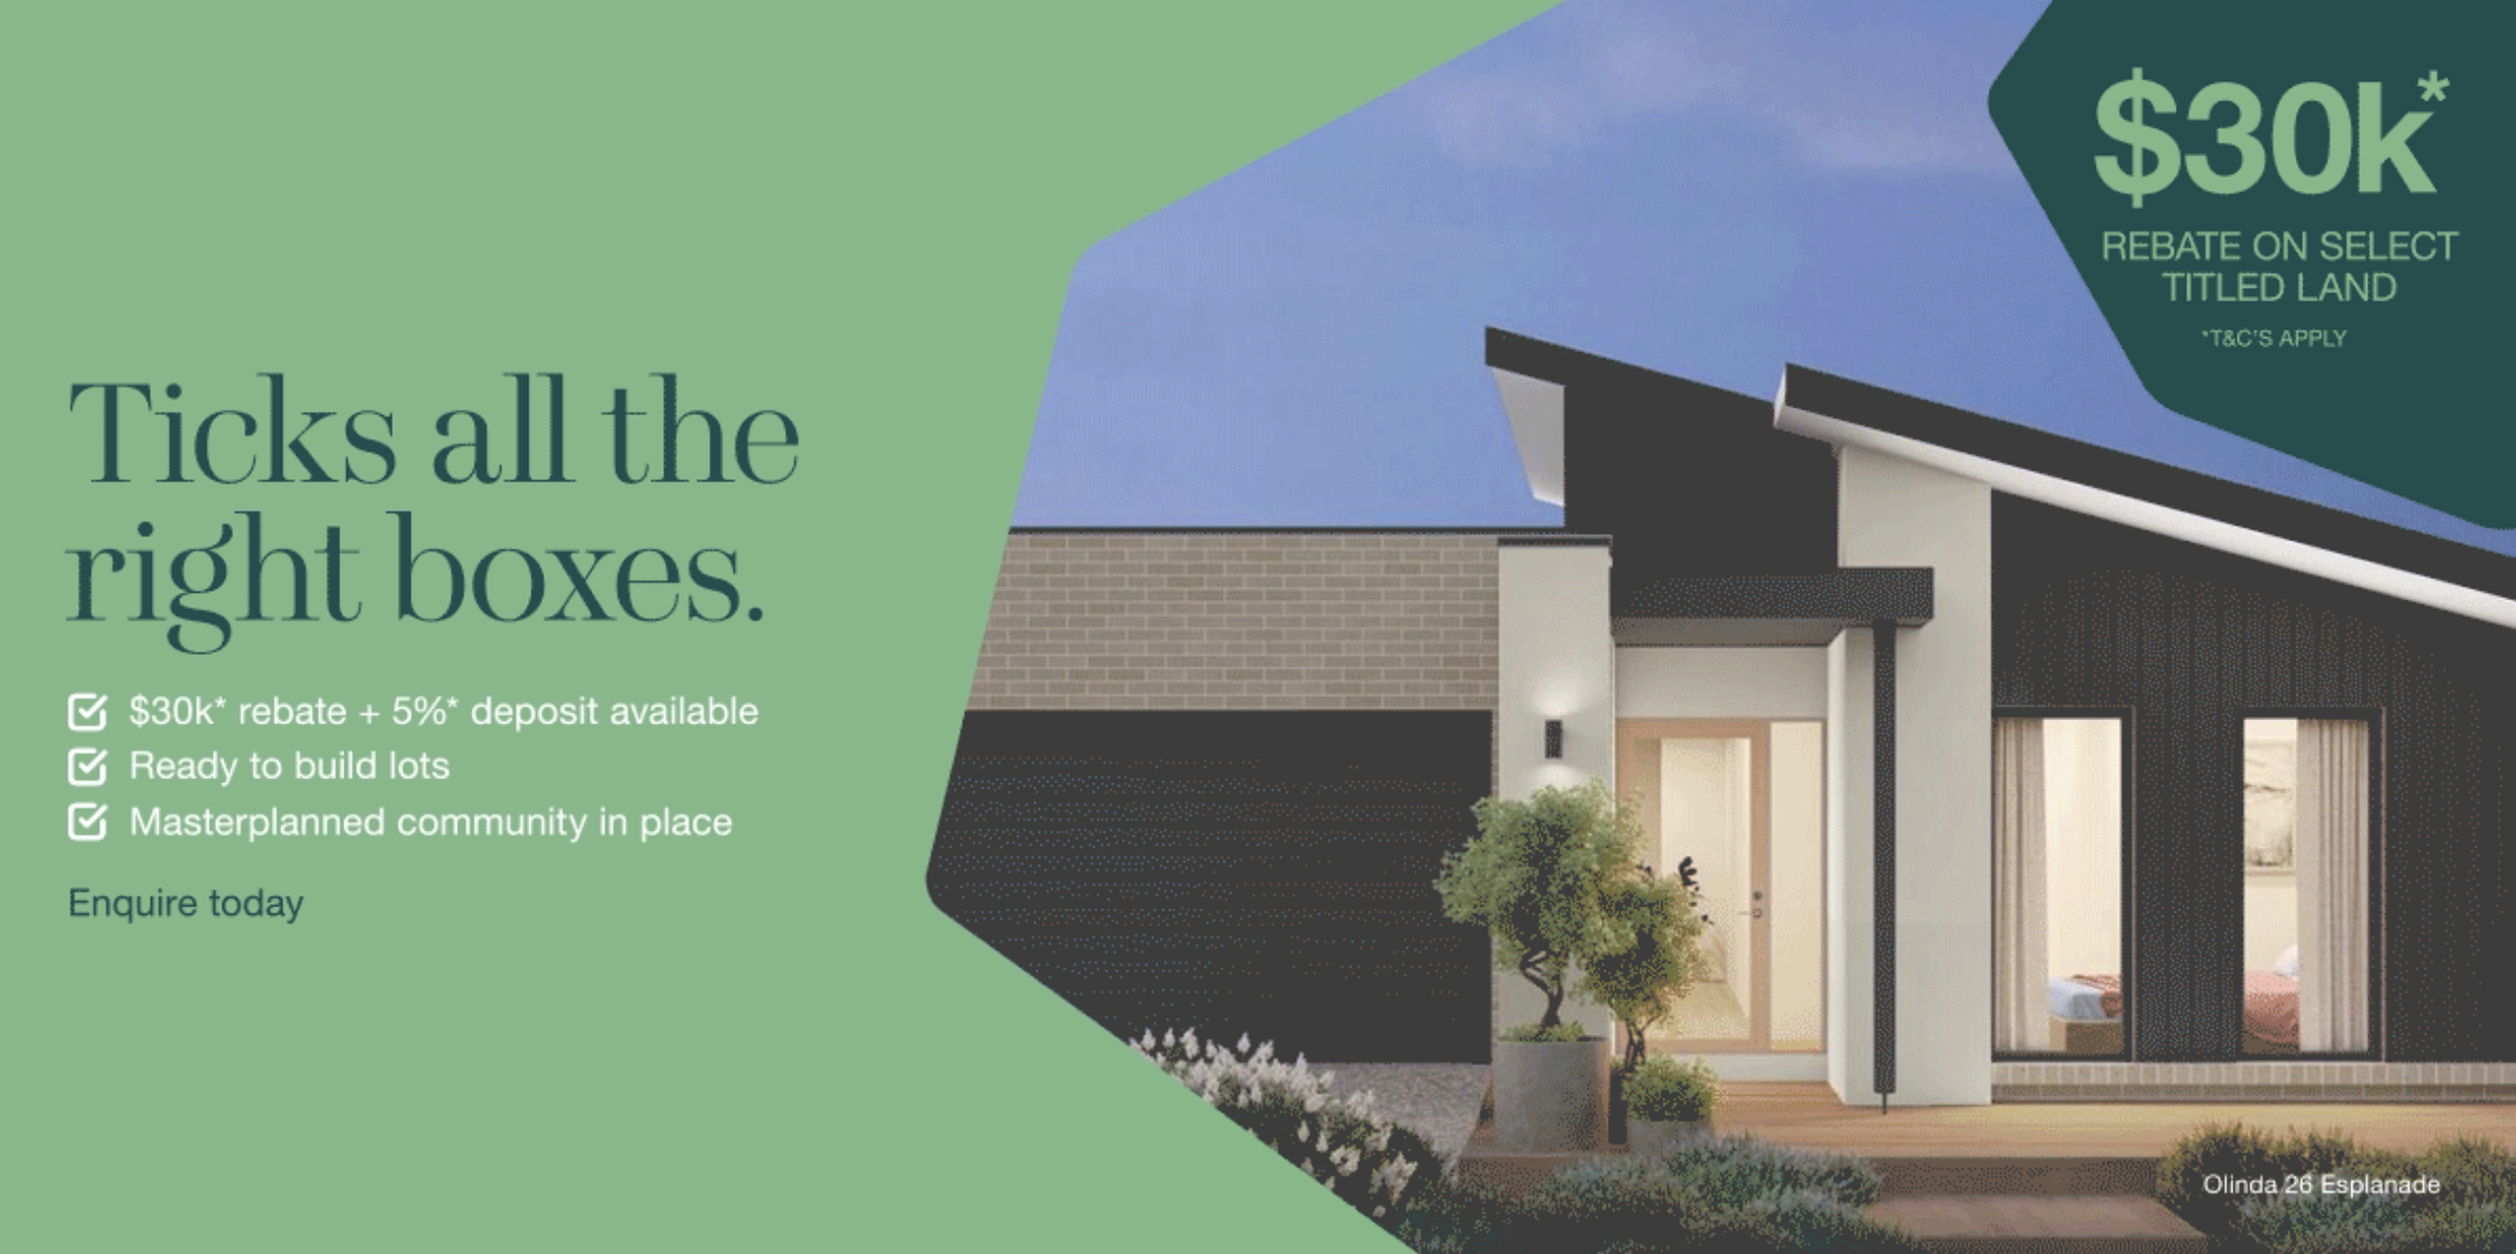 Ticks all the
right boxes.
$30k* rebate + 5%* deposit available
Ready to build lots
Masterplanned community in place
Enquire today
$30k*
REBATE ON SELECT
TITLED LAND
*T&C'S APPLY
Olinda 26 Esplanade